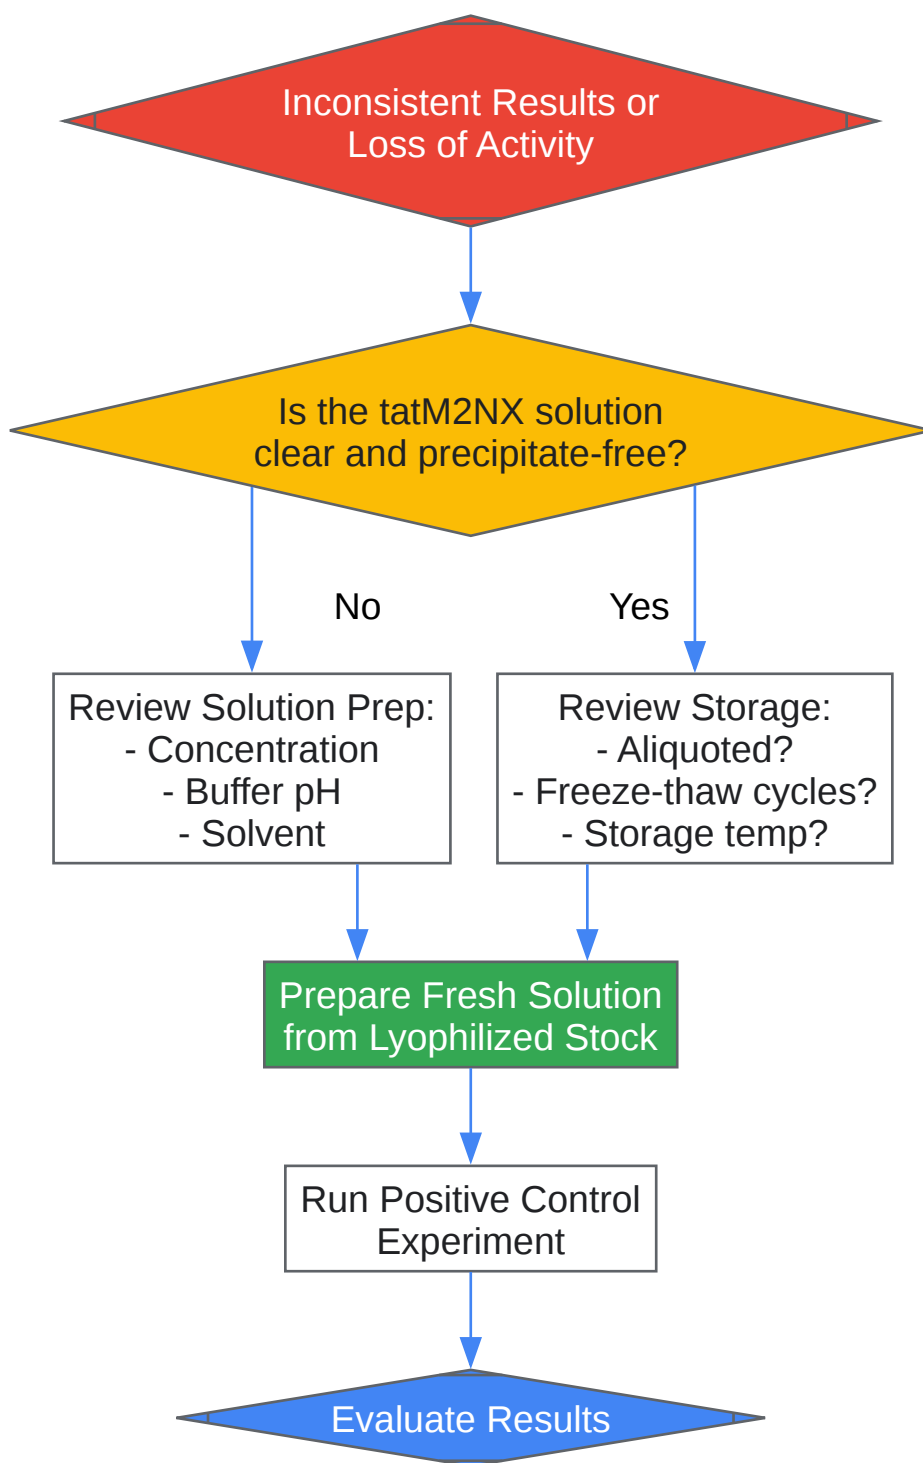 Inconsistent Results or
Loss of Activity
Is the tatM2NX solution
clear and precipitate-free?
No
Yes
Review Solution Prep:
- Concentration
- Buffer pH
- Solvent
Review Storage:
- Aliquoted?
- Freeze-thaw cycles?
- Storage temp?
Prepare Fresh Solution
from Lyophilized Stock
Run Positive Control
Experiment
Evaluate Results